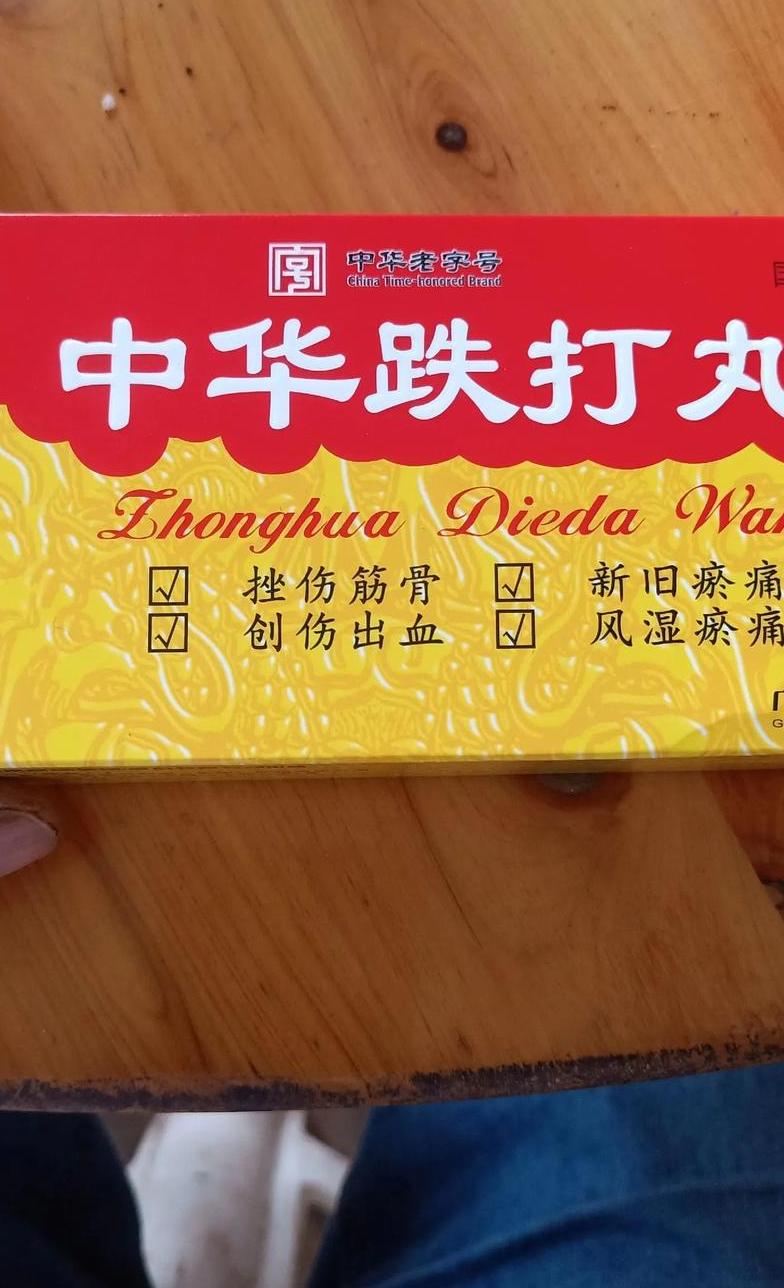 中华老字号
China Time-honored Brand
中华跌打丸
Zhonghua Dieda
挫伤筋骨 新旧瘀痛
创伤出血 风湿瘀痛